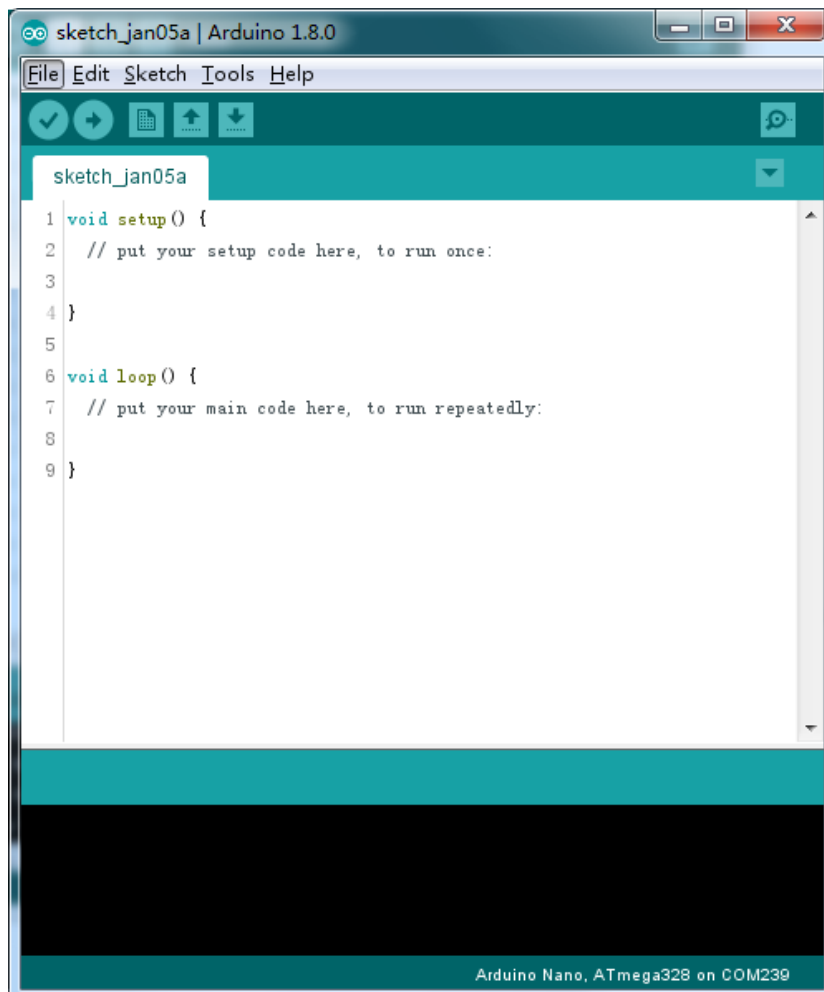 sketch_jan05a | Arduino 1.8.0
File Edit Sketch Tools Help
sketch_jan05a
1 void setup() {
2   // put your setup code here, to run once:
3
4 }
5
6 void loop() {
7   // put your main code here, to run repeatedly:
8
9 }
Arduino Nano, ATmega328 on COM239